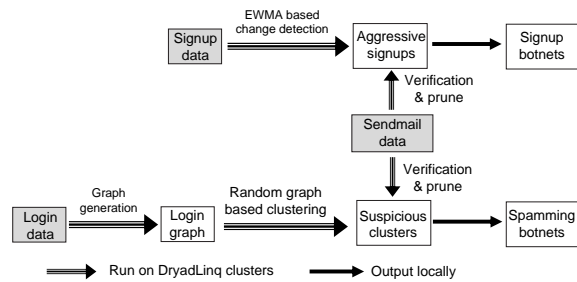 EWMA based
change detection
Signup
data
Aggressive
signups
Signup
botnets
Verification
& prune
Sendmail
data
Verification
& prune
Graph
generation
Random graph
based clustering
Login
data
Login
graph
Suspicious
clusters
Spamming
botnets
Run on DryadLinq clusters
Output locally